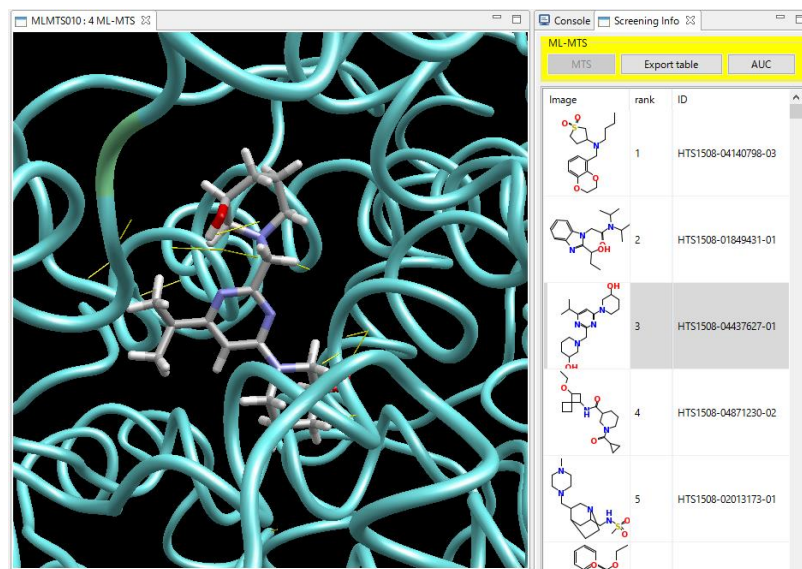 MLMTS010 : 4 ML-MTS
Console
Screening Info
ML-MTS
MTS
Export table
AUC
Image rank ID
1 HTS1508-04140798-03
2 HTS1508-01849431-01
3 HTS1508-04437627-01
4 HTS1508-04871230-02
5 HTS1508-02013173-01